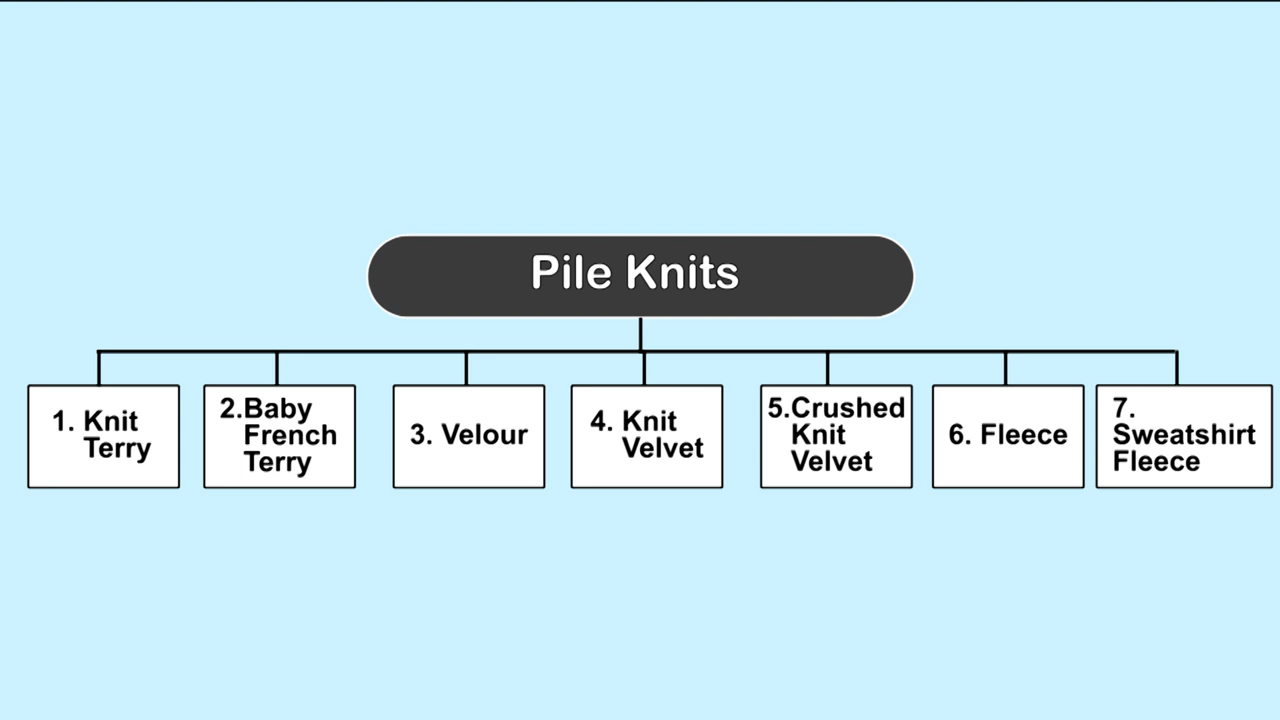 Pile Knits
1. Knit
Terry
2.Baby
French
Terry
3. Velour
4. Knit
Velvet
5.Crushed
Knit
Velvet
6. Fleece
7.
Sweatshirt
Fleece